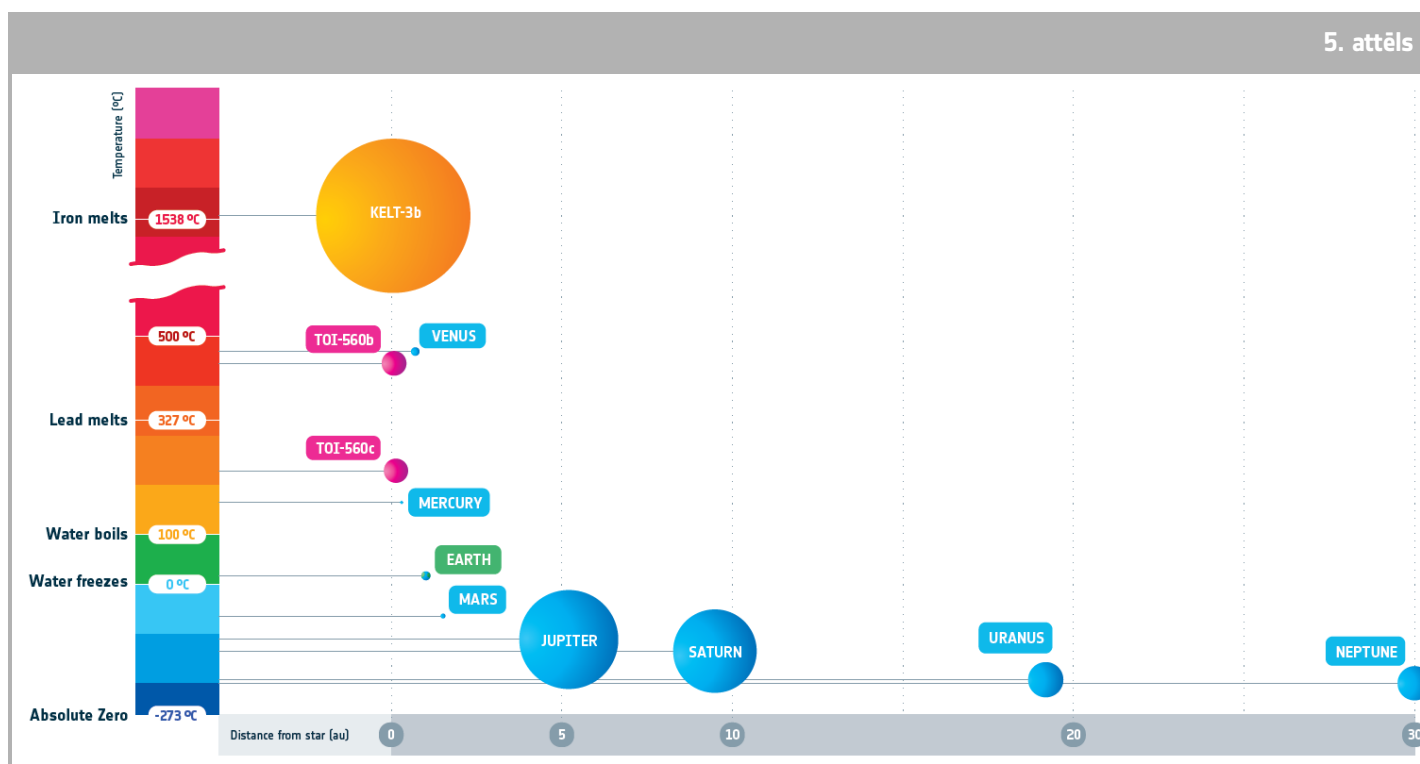 5. attēls
Temperature (ºC)
Iron melts
1538 ºC
KELT-3b
500 ºC
TOI-560b
VENUS
Lead melts
327 ºC
TOI-560c
MERCURY
Water boils
100 ºC
EARTH
Water freezes
0 ºC
MARS
JUPITER
SATURN
URANUS
NEPTUNE
Absolute Zero
-273 ºC
Distance from star (au)
0
5
10
20
30